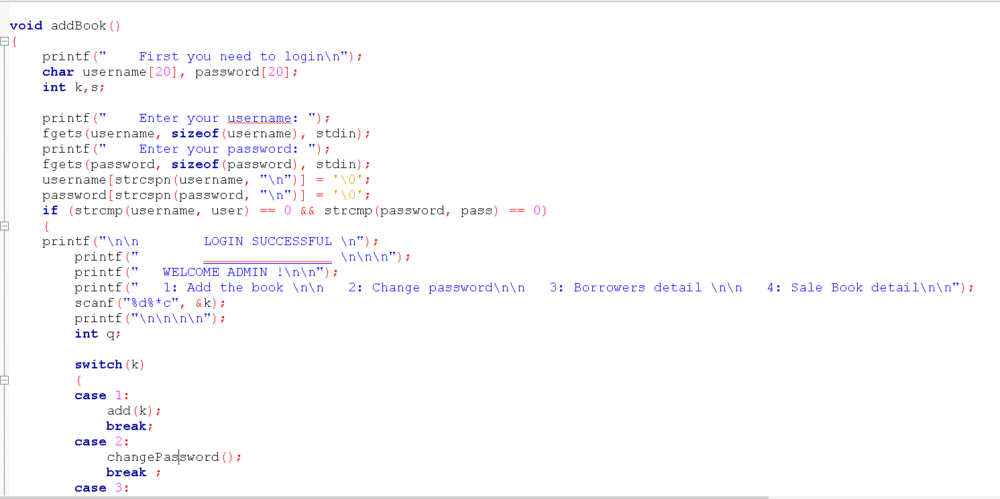 void addBook()
{
    printf("    First you need to login\n");
    char username[20], password[20];
    int k,s;

    printf("    Enter your username: ");
    fgets(username, sizeof(username), stdin);
    printf("    Enter your password: ");
    fgets(password, sizeof(password), stdin);
    username[strcspn(username, "\n")] = '\0';
    password[strcspn(password, "\n")] = '\0';
    if (strcmp(username, user) == 0 && strcmp(password, pass) == 0)
    {
    printf("\n\n        LOGIN SUCCESSFUL \n");
        printf("        ________________ \n\n\n");
        printf("   WELCOME ADMIN !\n\n");
        printf("   1: Add the book \n\n   2: Change password\n\n   3: Borrowers detail \n\n   4: Sale Book detail\n\n");
        scanf("%d%*c", &k);
        printf("\n\n\n\n");
        int q;

        switch(k)
        {
        case 1:
            add(k);
            break;
        case 2:
            changePassword();
            break ;
        case 3: